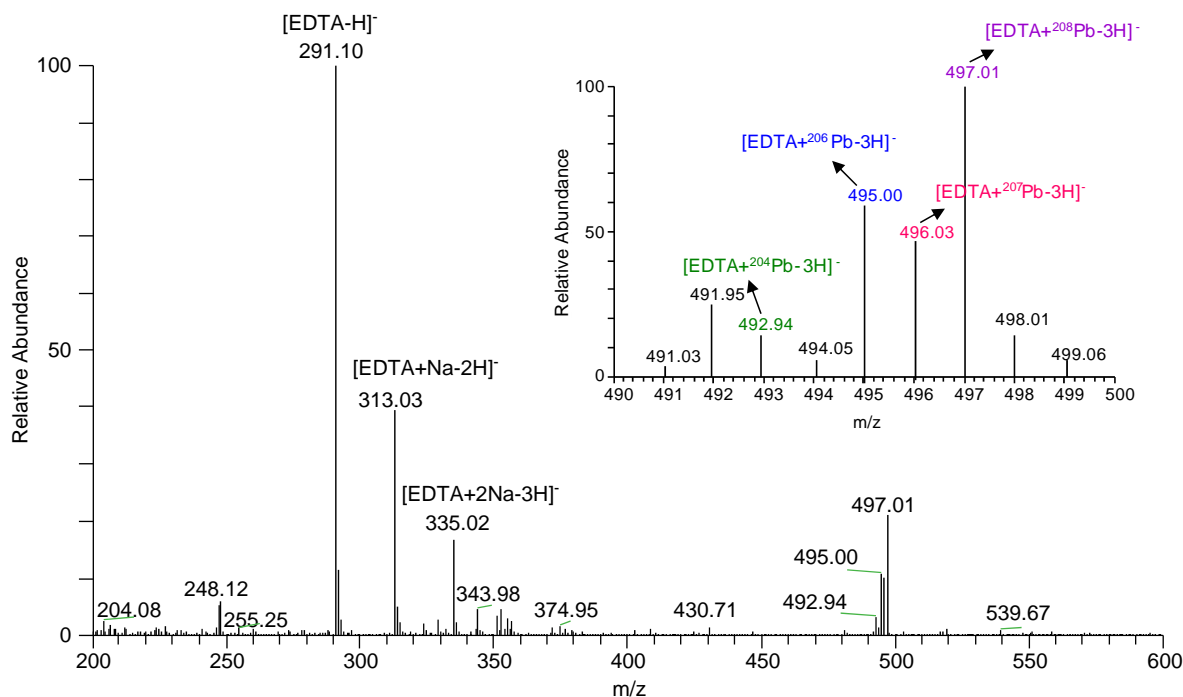 [EDTA-H]-
291.10
[EDTA+208Pb-3H]-
497.01
[EDTA+206Pb-3H]-
495.00
[EDTA+207Pb-3H]-
496.03
[EDTA+204Pb-3H]-
491.95
492.94
491.03
494.05
498.01
499.06
100
50
0
Relative Abundance
490 491 492 493 494 495 496 497 498 499 500
m/z
[EDTA+Na-2H]-
313.03
[EDTA+2Na-3H]-
335.02
497.01
495.00
492.94
248.12
343.98
204.08
255.25
374.95
430.71
539.67
100
50
0
Relative Abundance
200 250 300 350 400 450 500 550 600
m/z